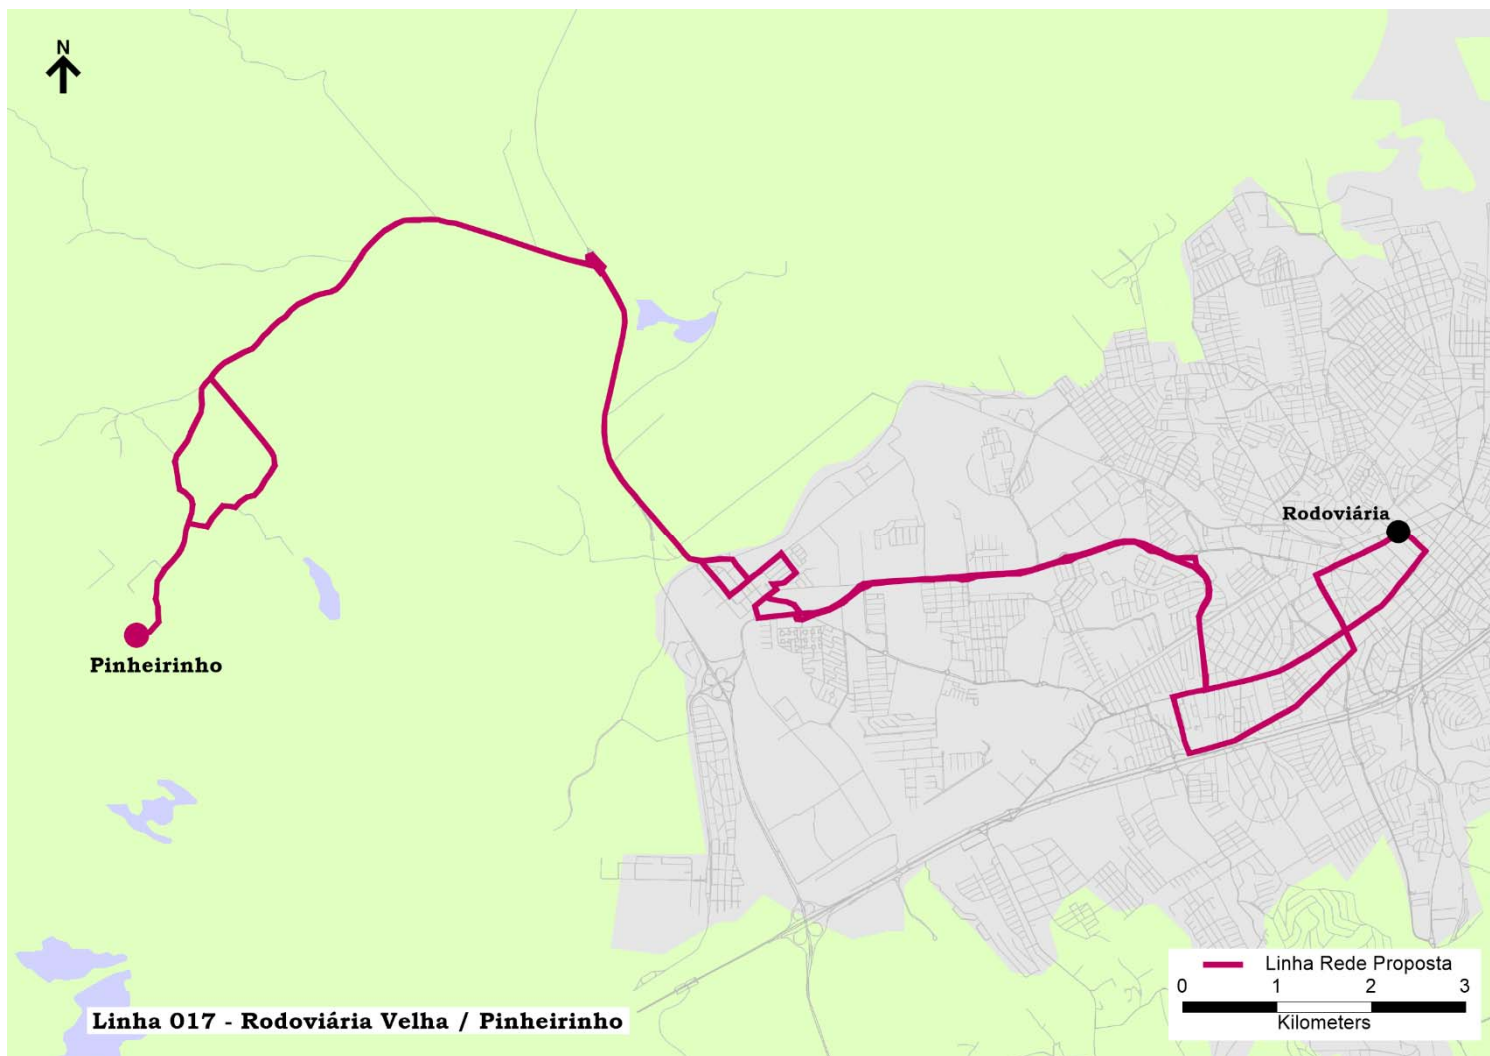 N
Rodoviária
Pinheirinho
Linha Rede Proposta
0 1 2 3
Kilometers
Linha 017 - Rodoviária Velha / Pinheirinho